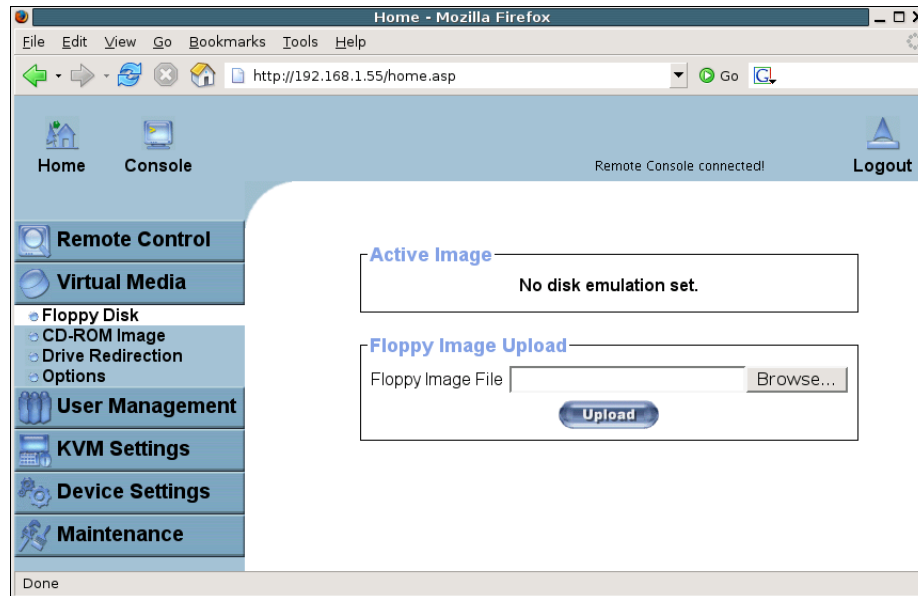 Home - Mozilla Firefox
File Edit View Go Bookmarks Tools Help
http://192.168.1.55/home.asp Go G
Home Console Remote Console connected! Logout
Remote Control
Virtual Media
Floppy Disk
CD-ROM Image
Drive Redirection
Options
User Management
KVM Settings
Device Settings
Maintenance
Active Image
No disk emulation set.
Floppy Image Upload
Floppy Image File Browse...
Upload
Done